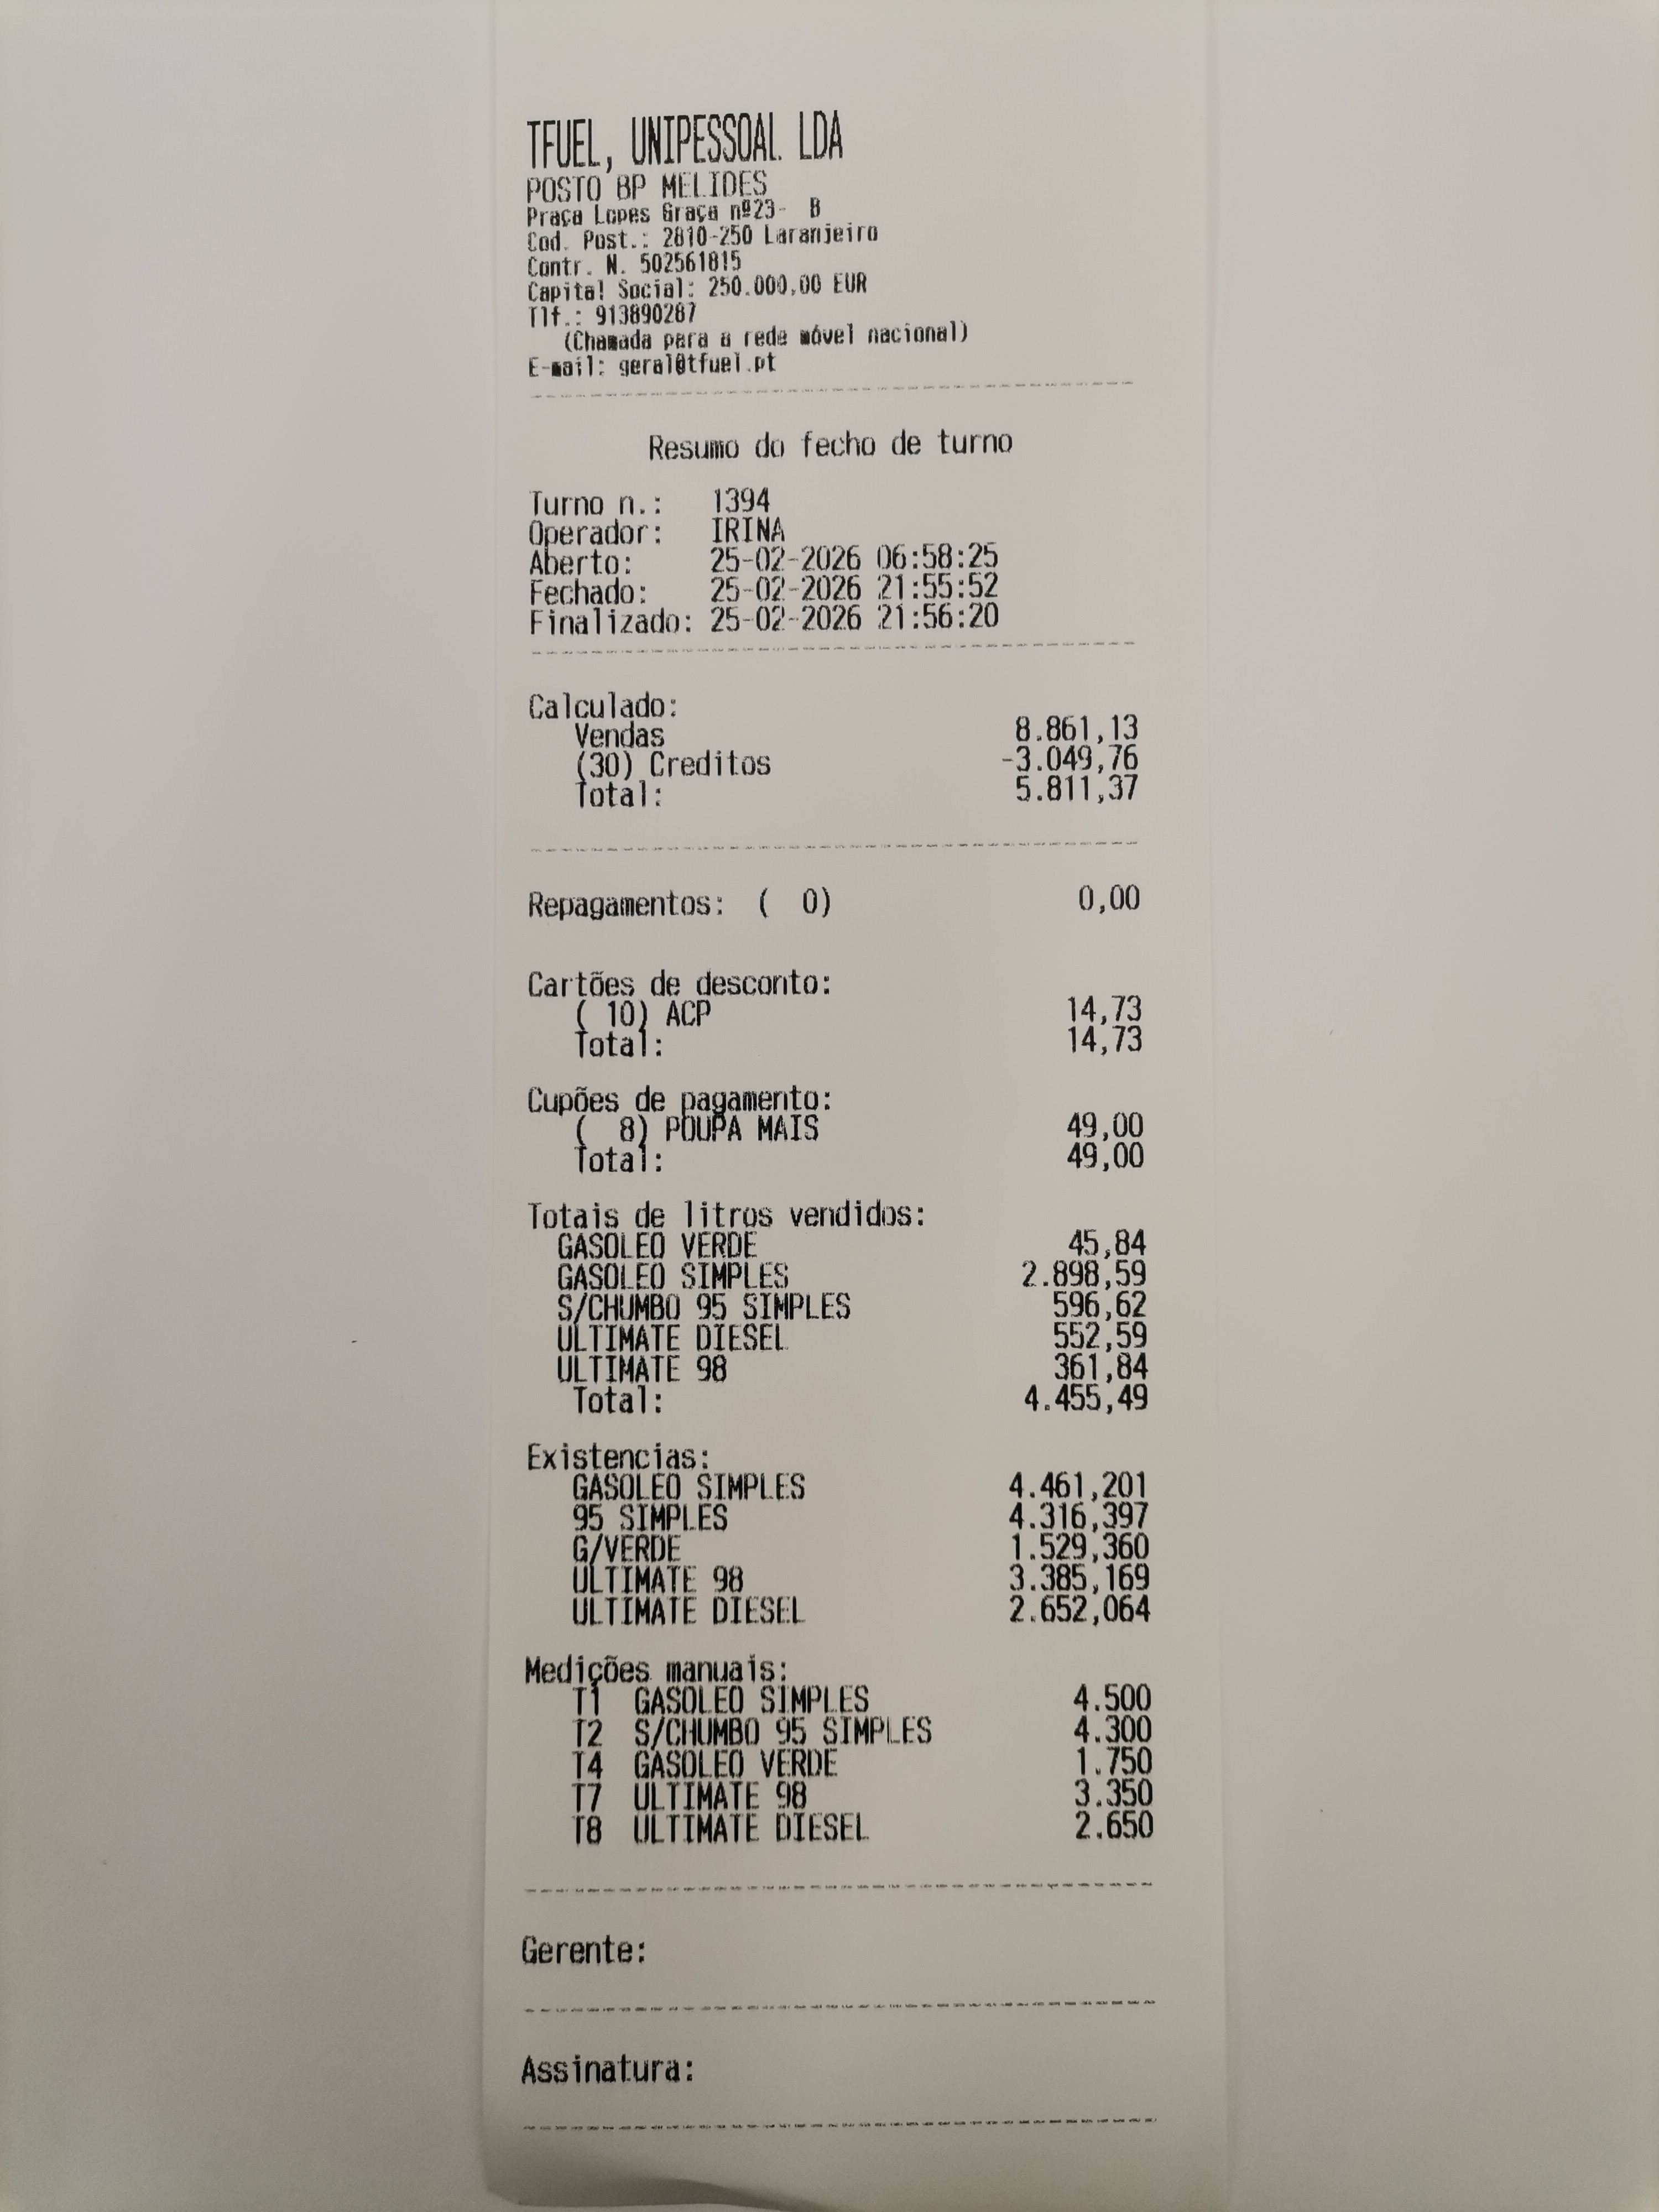 TFUEL, UNIPESSOAL LDA
POSTO BP MELIDES
Praça Lopes Graça nº23-  B
Cod. Post.: 2810-250 Laranjeiro
Contr. N. 502561815
Capital Social: 250.000,00 EUR
Tlf.: 913890287
(Chamada para a rede móvel nacional)
E-mail: geral@tfuel.pt
Resumo do fecho de turno
Turno n.: 1394
Operador: IRINA
Aberto: 25-02-2026 06:58:25
Fechado: 25-02-2026 21:55:52
Finalizado: 25-02-2026 21:56:20
Calculado:
Vendas 8.861,13
(30) Creditos -3.049,76
Total: 5.811,37
Repagamentos: (  0) 0,00
Cartões de desconto:
( 10) ACP 14,73
Total: 14,73
Cupões de pagamento:
(  8) POUPA MAIS 49,00
Total: 49,00
Totais de litros vendidos:
GASOLEO VERDE 45,84
GASOLEO SIMPLES 2.898,59
S/CHUMBO 95 SIMPLES 596,62
ULTIMATE DIESEL 552,59
ULTIMATE 98 361,84
Total: 4.455,49
Existencias:
GASOLEO SIMPLES 4.461,201
95 SIMPLES 4.316,397
G/VERDE 1.529,360
ULTIMATE 98 3.385,169
ULTIMATE DIESEL 2.652,064
Medições manuais:
T1 GASOLEO SIMPLES 4.500
T2 S/CHUMBO 95 SIMPLES 4.300
T4 GASOLEO VERDE 1.750
T7 ULTIMATE 98 3.350
T8 ULTIMATE DIESEL 2.650
Gerente:
Assinatura: